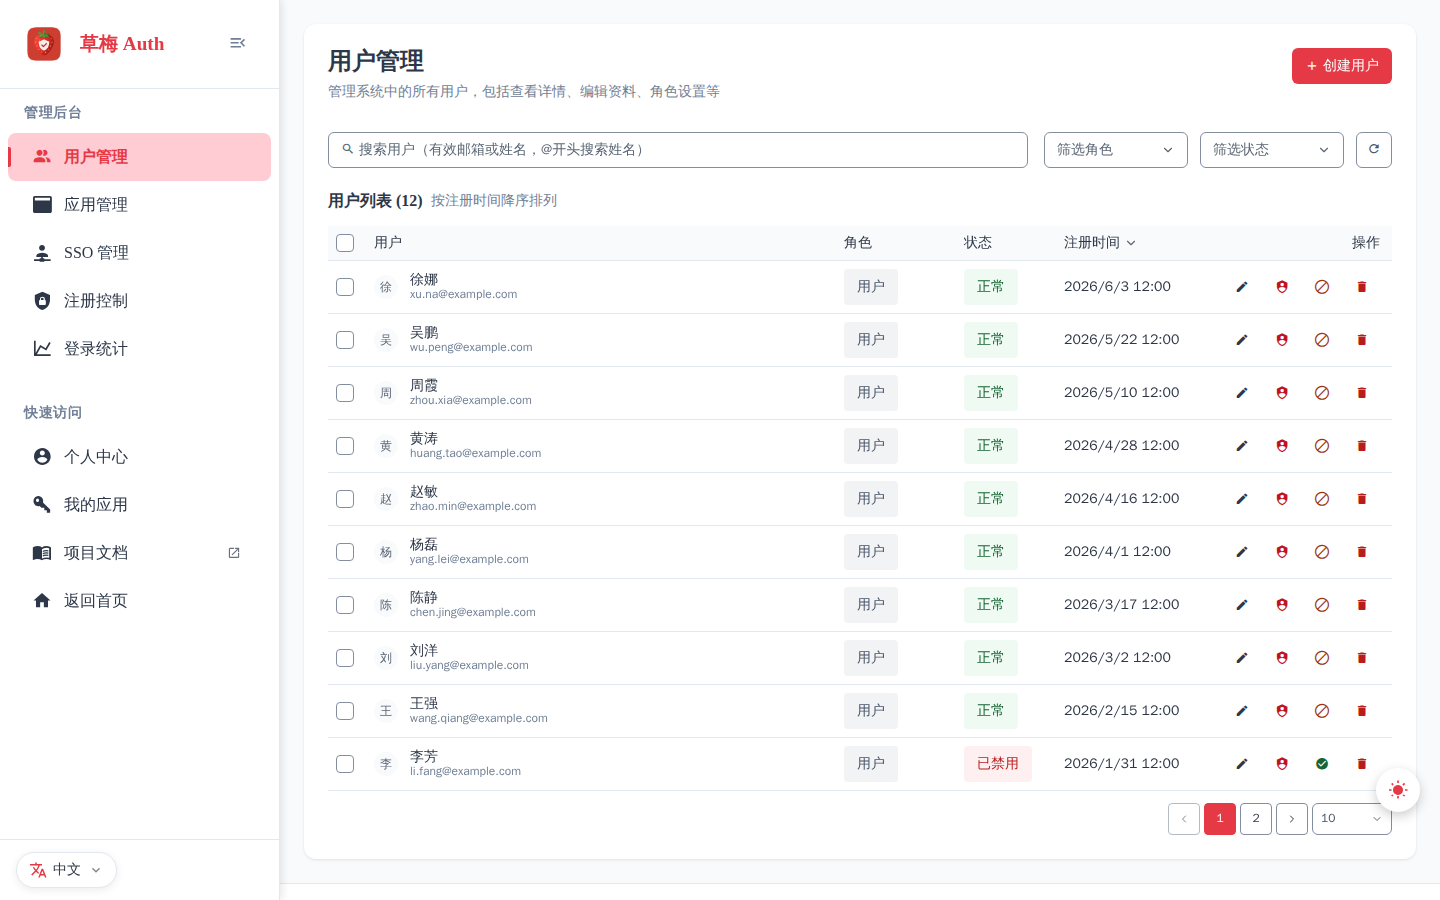 草梅 Auth
管理后台
用户管理
应用管理
SSO 管理
注册控制
登录统计
快速访问
个人中心
我的应用
项目文档
返回首页
中文
用户管理
管理系统中的所有用户，包括查看详情、编辑资料、角色设置等
创建用户
搜索用户（有效邮箱或姓名，@开头搜索姓名）
筛选角色
筛选状态
用户列表 (12) 按注册时间降序排列
用户 角色 状态 注册时间 操作
徐 徐娜 用户 正常 2026/6/3 12:00
xu.na@example.com
吴 吴鹏 用户 正常 2026/5/22 12:00
wu.peng@example.com
周 周霞 用户 正常 2026/5/10 12:00
zhou.xia@example.com
黄 黄涛 用户 正常 2026/4/28 12:00
huang.tao@example.com
赵 赵敏 用户 正常 2026/4/16 12:00
zhao.min@example.com
杨 杨磊 用户 正常 2026/4/1 12:00
yang.lei@example.com
陈 陈静 用户 正常 2026/3/17 12:00
chen.jing@example.com
刘 刘洋 用户 正常 2026/3/2 12:00
liu.yang@example.com
王 王强 用户 正常 2026/2/15 12:00
wang.qiang@example.com
李 李芳 用户 已禁用 2026/1/31 12:00
li.fang@example.com
1 2 10